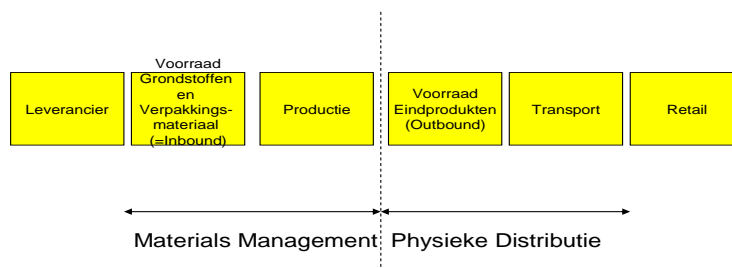 Leverancier
Voorraad
Grondstoffen
en
Verpakkings-
materiaal
(=Inbound)
Productie
Voorraad
Eindprodukten
(Outbound)
Transport
Retail
Materials Management
Physieke Distributie